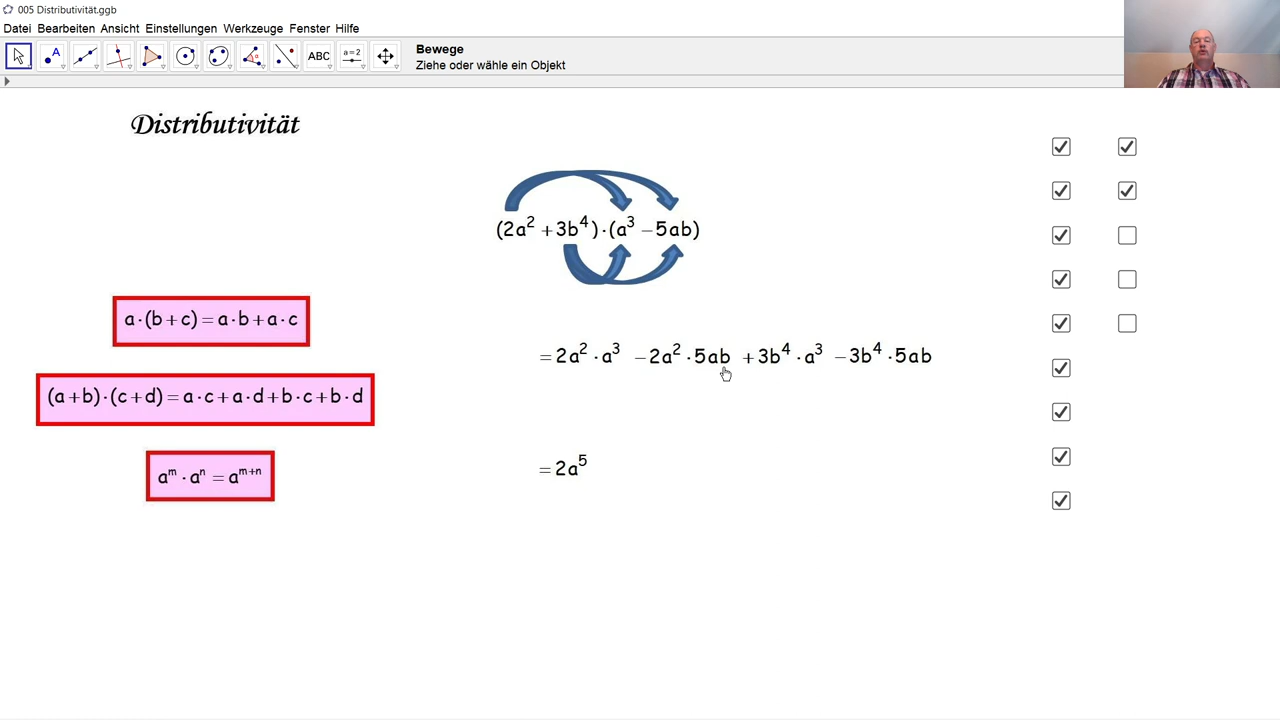 005 Distributivität.ggb
Datei Bearbeiten Ansicht Einstellungen Werkzeuge Fenster Hilfe
A ABC a=2
Bewege
Ziehe oder wähle ein Objekt
Distributivität
(2a² +3b⁴)·(a³ −5ab)
a·(b+c)=a·b+a·c
=2a²·a³ −2a²·5ab +3b⁴·a³ −3b⁴·5ab
(a+b)·(c+d)=a·c+a·d+b·c+b·d
aᵐ·aⁿ=aᵐ⁺ⁿ
=2a⁵